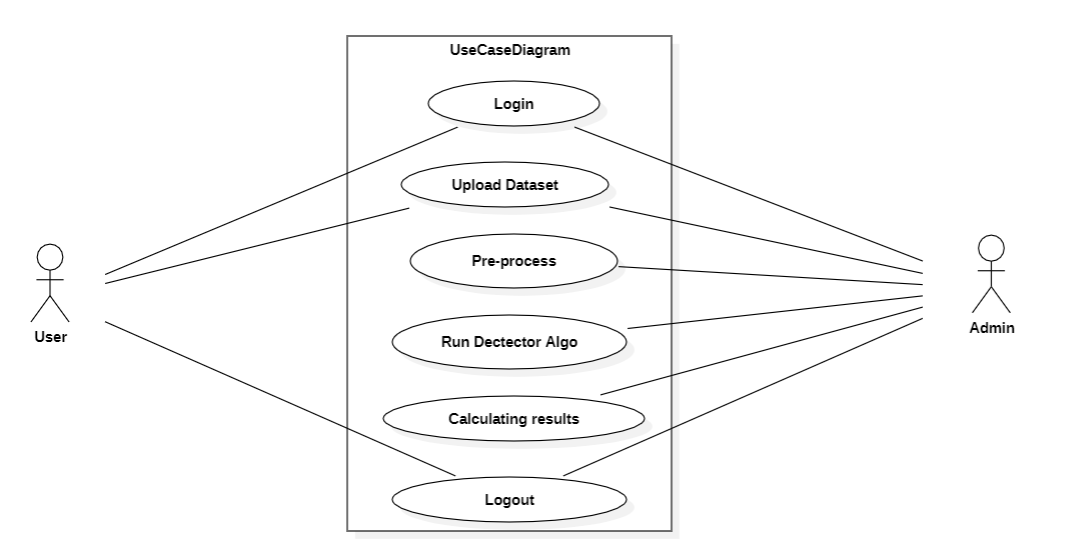 UseCaseDiagram
Login
Upload Dataset
Pre-process
Run Dectector Algo
Calculating results
Logout
User
Admin